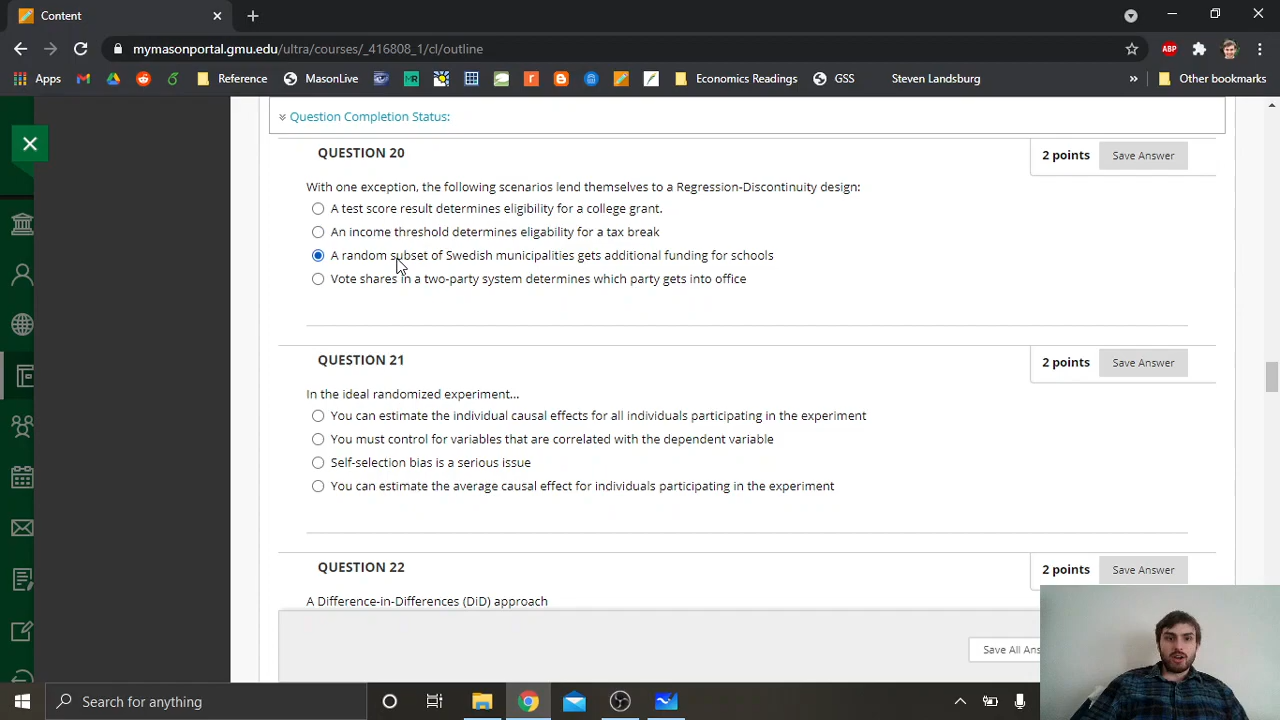 Content
mymasonportal.gmu.edu/ultra/courses/_416808_1/cl/outline
ABP
Apps
Reference
MasonLive
Economics Readings
GSS
Steven Landsburg
»
Other bookmarks
Question Completion Status:
QUESTION 20
2 points
Save Answer
With one exception, the following scenarios lend themselves to a Regression-Discontinuity design:
A test score result determines eligibility for a college grant.
An income threshold determines eligability for a tax break
A random subset of Swedish municipalities gets additional funding for schools
Vote shares in a two-party system determines which party gets into office
QUESTION 21
2 points
Save Answer
In the ideal randomized experiment...
You can estimate the individual causal effects for all individuals participating in the experiment
You must control for variables that are correlated with the dependent variable
Self-selection bias is a serious issue
You can estimate the average causal effect for individuals participating in the experiment
QUESTION 22
2 points
Save Answer
A Difference-in-Differences (DiD) approach
Save All Ans
Search for anything